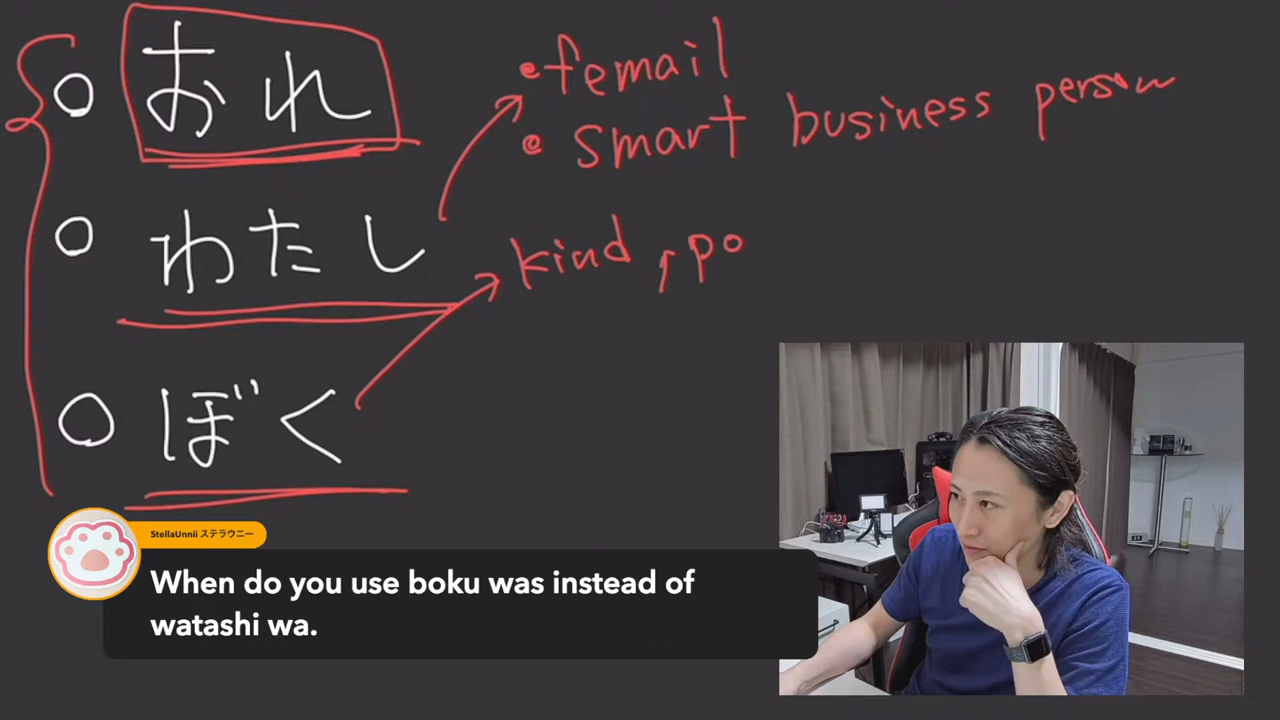 おれ
• femail
• smart business person
わたし
kind, po
ぼく
StellaUnnii ステラウニー
When do you use boku was instead of
watashi wa.